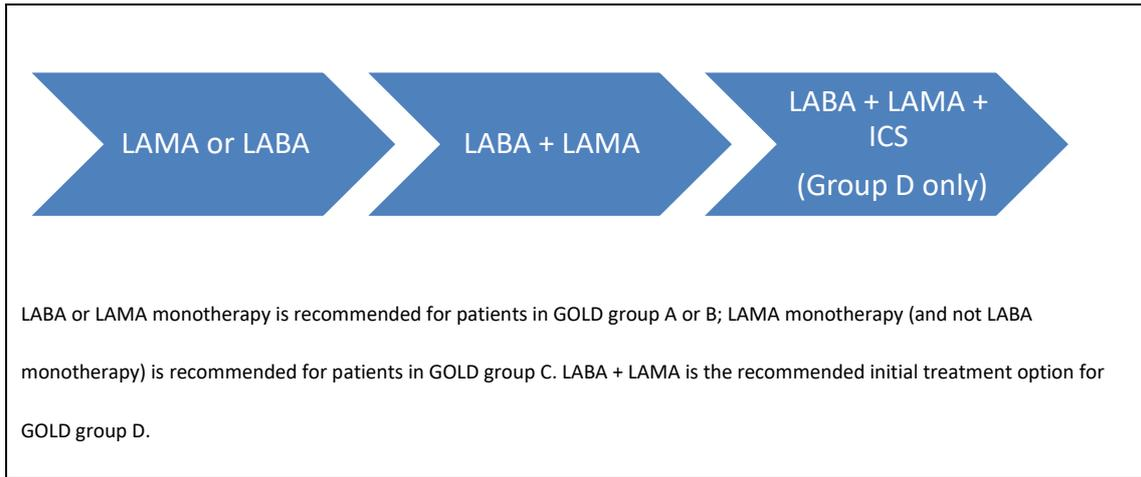 LAMA or LABA
LABA + LAMA
LABA + LAMA +
ICS
(Group D only)
LABA or LAMA monotherapy is recommended for patients in GOLD group A or B; LAMA monotherapy (and not LABA
monotherapy) is recommended for patients in GOLD group C. LABA + LAMA is the recommended initial treatment option for
GOLD group D.